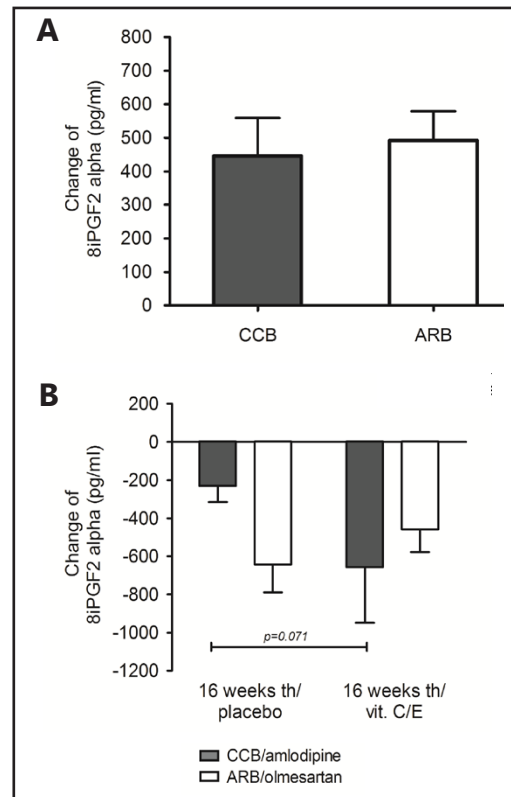 A
Change of
8iPGF2 alpha (pg/ml)
800
700
600
500
400
300
200
100
0
CCB
ARB
B
Change of
8iPGF2 alpha (pg/ml)
200
0
-200
-400
-600
-800
-1000
-1200
p=0.071
16 weeks th/
placebo
16 weeks th/
vit. C/E
CCB/amlodipine
ARB/olmesartan